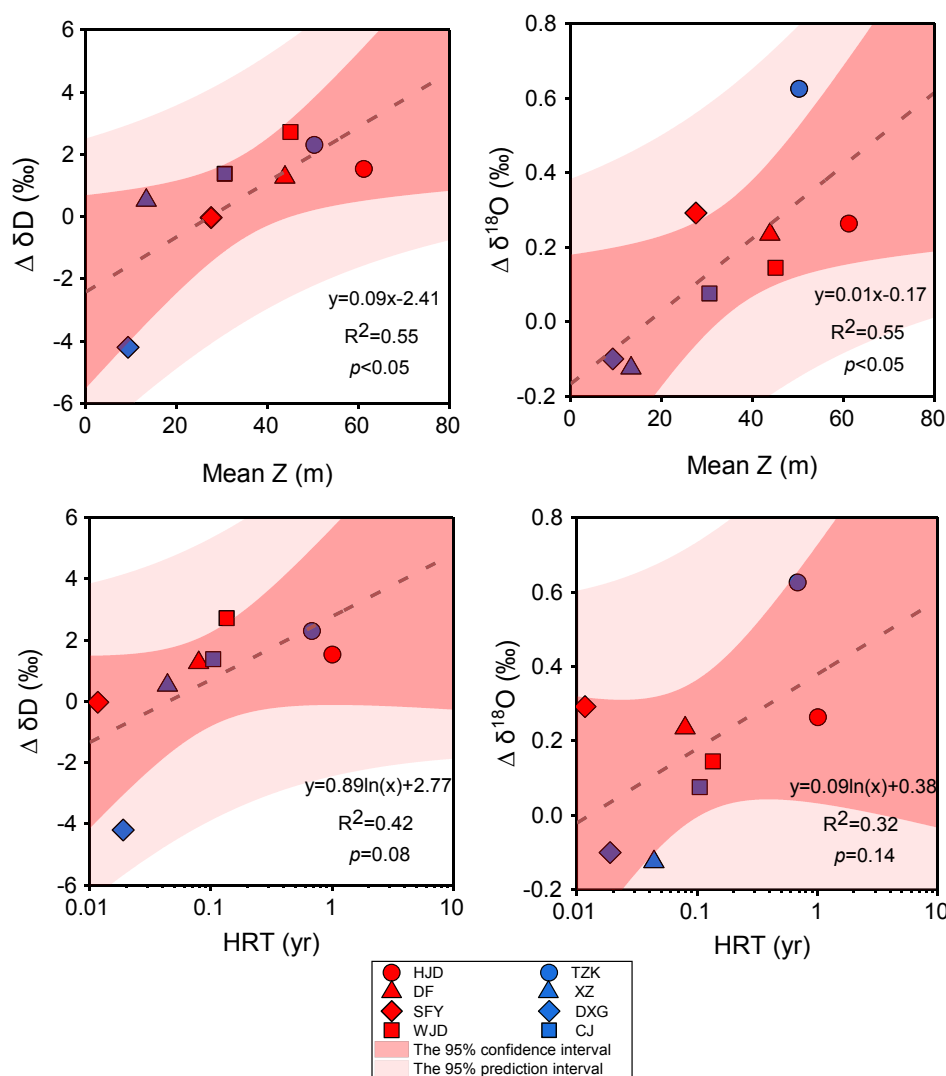 6
4
2
0
-2
-4
-6
Δ δD (‰)
y=0.09x-2.41
R²=0.55
p<0.05
0 20 40 60 80
Mean Z (m)
0.8
0.6
0.4
0.2
0.0
-0.2
Δ δ¹⁸O (‰)
y=0.01x-0.17
R²=0.55
p<0.05
0 20 40 60 80
Mean Z (m)
6
4
2
0
-2
-4
-6
Δ δD (‰)
y=0.89ln(x)+2.77
R²=0.42
p=0.08
0.01 0.1 1 10
HRT (yr)
0.8
0.6
0.4
0.2
0.0
-0.2
Δ δ¹⁸O (‰)
y=0.09ln(x)+0.38
R²=0.32
p=0.14
0.01 0.1 1 10
HRT (yr)
HJD TZK
DF XZ
SFY DXG
WJD CJ
The 95% confidence interval
The 95% prediction interval